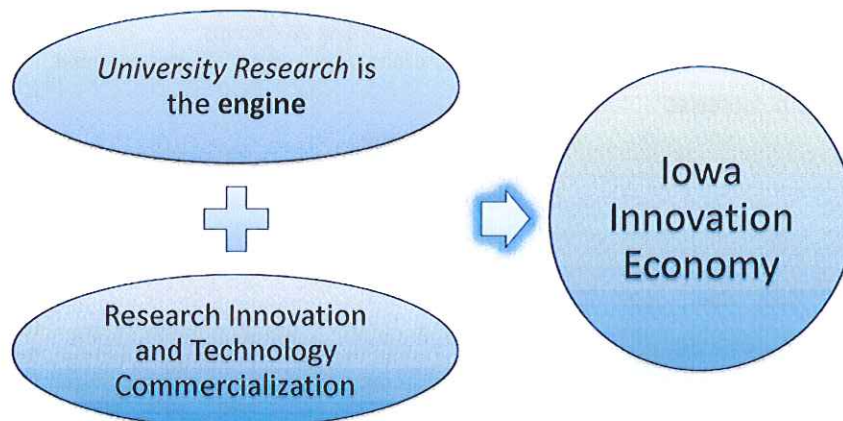 University Research is
the engine
Research Innovation
and Technology
Commercialization
Iowa
Innovation
Economy